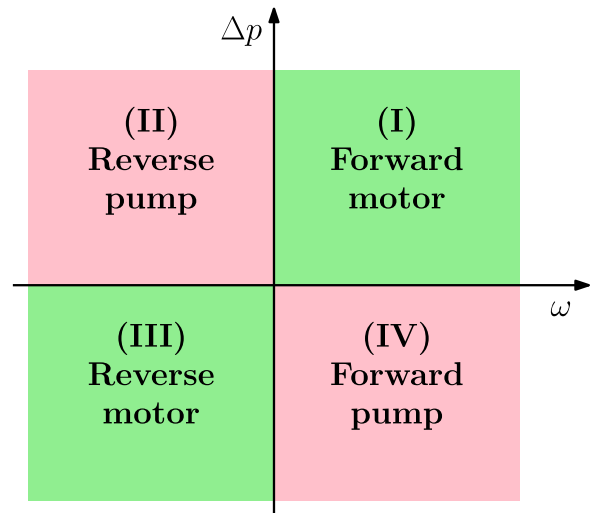 Δp
(II)
Reverse
pump
(I)
Forward
motor
ω
(III)
Reverse
motor
(IV)
Forward
pump